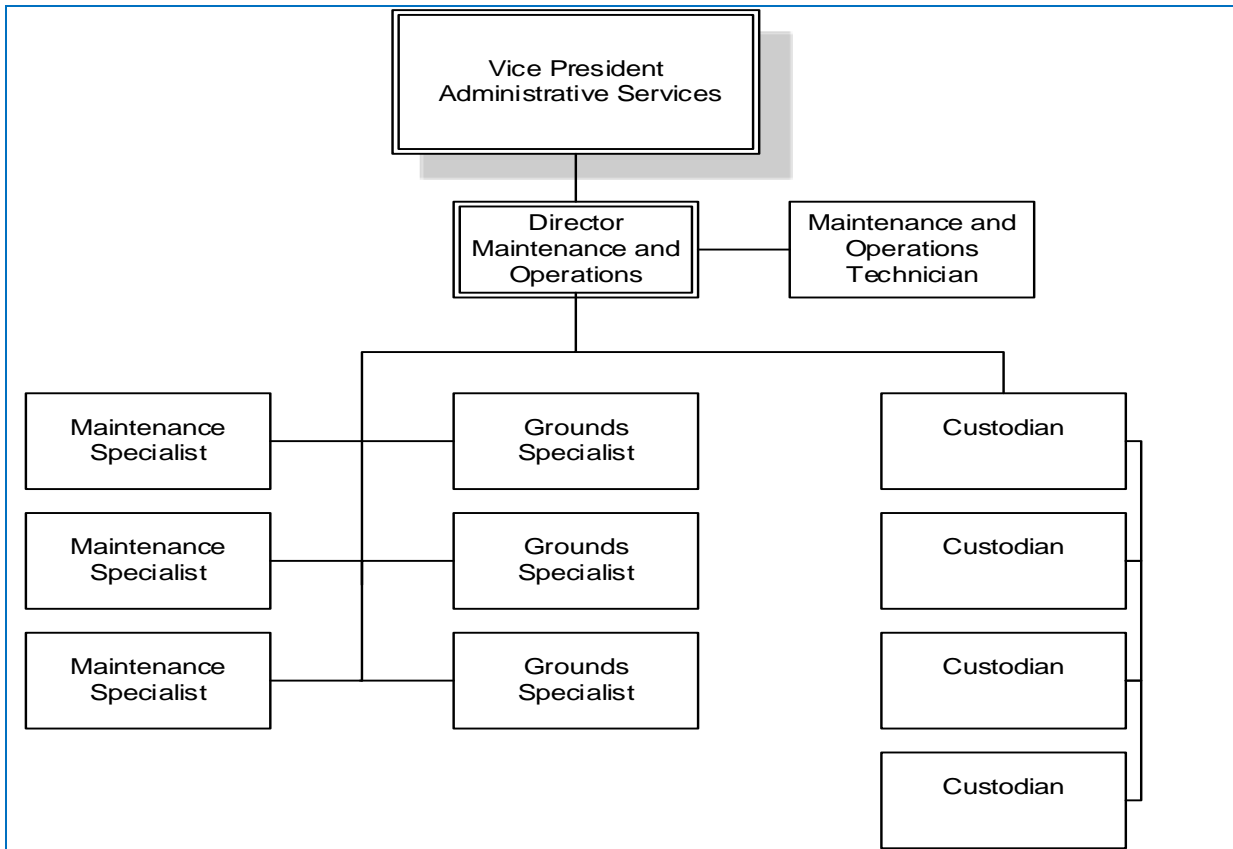 Vice President
Administrative Services
Director
Maintenance and
Operations
Maintenance and
Operations
Technician
Maintenance
Specialist
Grounds
Specialist
Custodian
Maintenance
Specialist
Grounds
Specialist
Custodian
Maintenance
Specialist
Grounds
Specialist
Custodian
Custodian